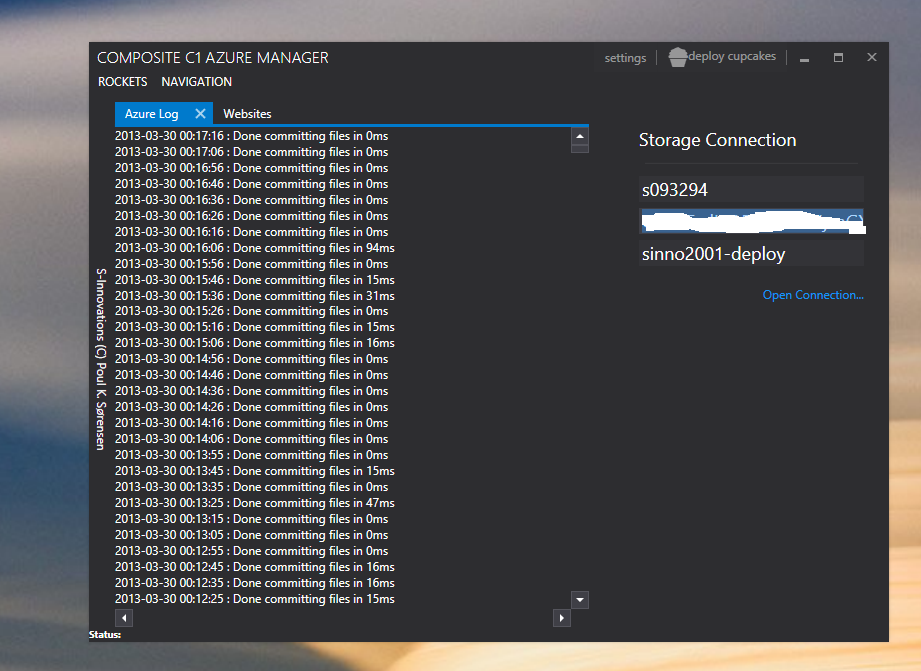 COMPOSITE C1 AZURE MANAGER
settings
deploy cupcakes
ROCKETS NAVIGATION
Azure Log
Websites
2013-03-30 00:17:16 : Done committing files in 0ms
2013-03-30 00:17:06 : Done committing files in 0ms
2013-03-30 00:16:56 : Done committing files in 0ms
2013-03-30 00:16:46 : Done committing files in 0ms
2013-03-30 00:16:36 : Done committing files in 0ms
2013-03-30 00:16:26 : Done committing files in 0ms
2013-03-30 00:16:16 : Done committing files in 0ms
2013-03-30 00:16:06 : Done committing files in 94ms
2013-03-30 00:15:56 : Done committing files in 0ms
2013-03-30 00:15:46 : Done committing files in 15ms
2013-03-30 00:15:36 : Done committing files in 31ms
2013-03-30 00:15:26 : Done committing files in 0ms
2013-03-30 00:15:16 : Done committing files in 15ms
2013-03-30 00:15:06 : Done committing files in 16ms
2013-03-30 00:14:56 : Done committing files in 0ms
2013-03-30 00:14:46 : Done committing files in 0ms
2013-03-30 00:14:36 : Done committing files in 0ms
2013-03-30 00:14:26 : Done committing files in 0ms
2013-03-30 00:14:16 : Done committing files in 0ms
2013-03-30 00:14:06 : Done committing files in 0ms
2013-03-30 00:13:55 : Done committing files in 0ms
2013-03-30 00:13:45 : Done committing files in 15ms
2013-03-30 00:13:35 : Done committing files in 0ms
2013-03-30 00:13:25 : Done committing files in 47ms
2013-03-30 00:13:15 : Done committing files in 0ms
2013-03-30 00:13:05 : Done committing files in 0ms
2013-03-30 00:12:55 : Done committing files in 0ms
2013-03-30 00:12:45 : Done committing files in 16ms
2013-03-30 00:12:35 : Done committing files in 16ms
2013-03-30 00:12:25 : Done committing files in 15ms
S-Innovations (C) Poul K. Sørensen
Storage Connection
s093294
sinno2001-deploy
Open Connection...
Status: